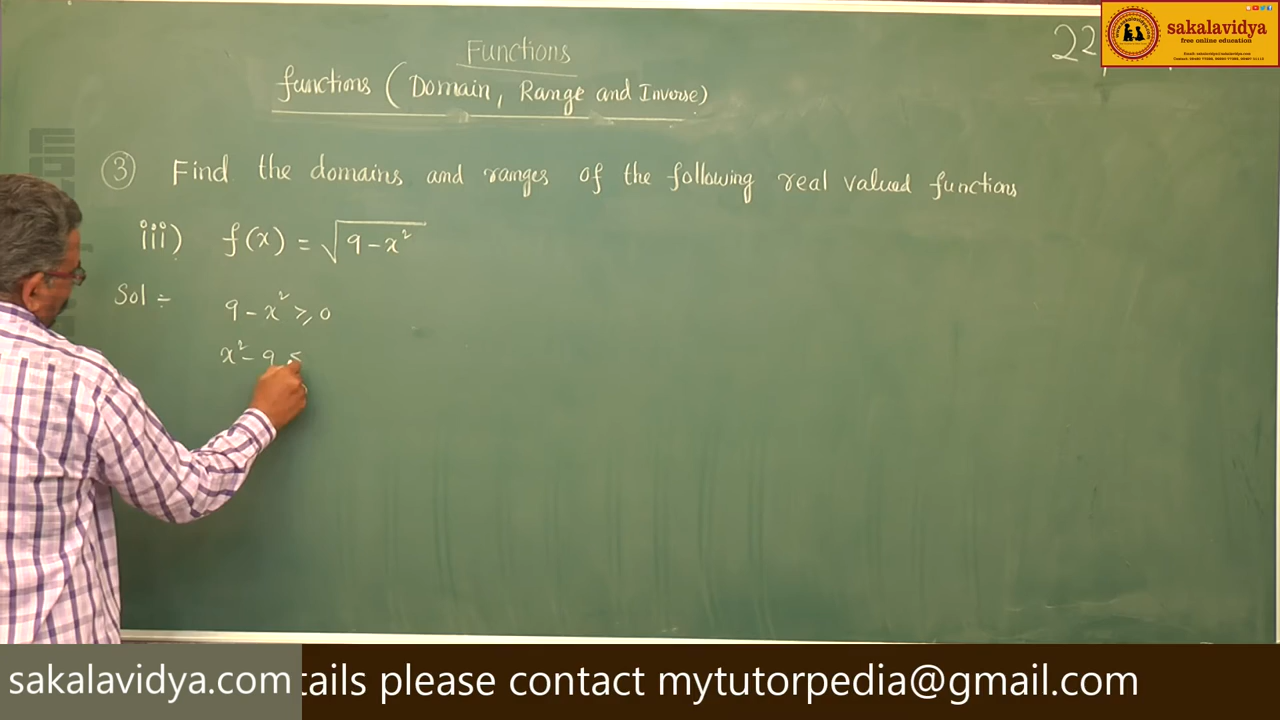 Functions
functions (Domain, Range and Inverse)
22
sakalavidya
free online education
③ Find the domains and ranges of the following real valued functions
iii) f(x) = √9-x²
Sol ÷ 9-x² ≥ 0
x² - 9 ≤
sakalavidya.com
tails please contact mytutorpedia@gmail.com